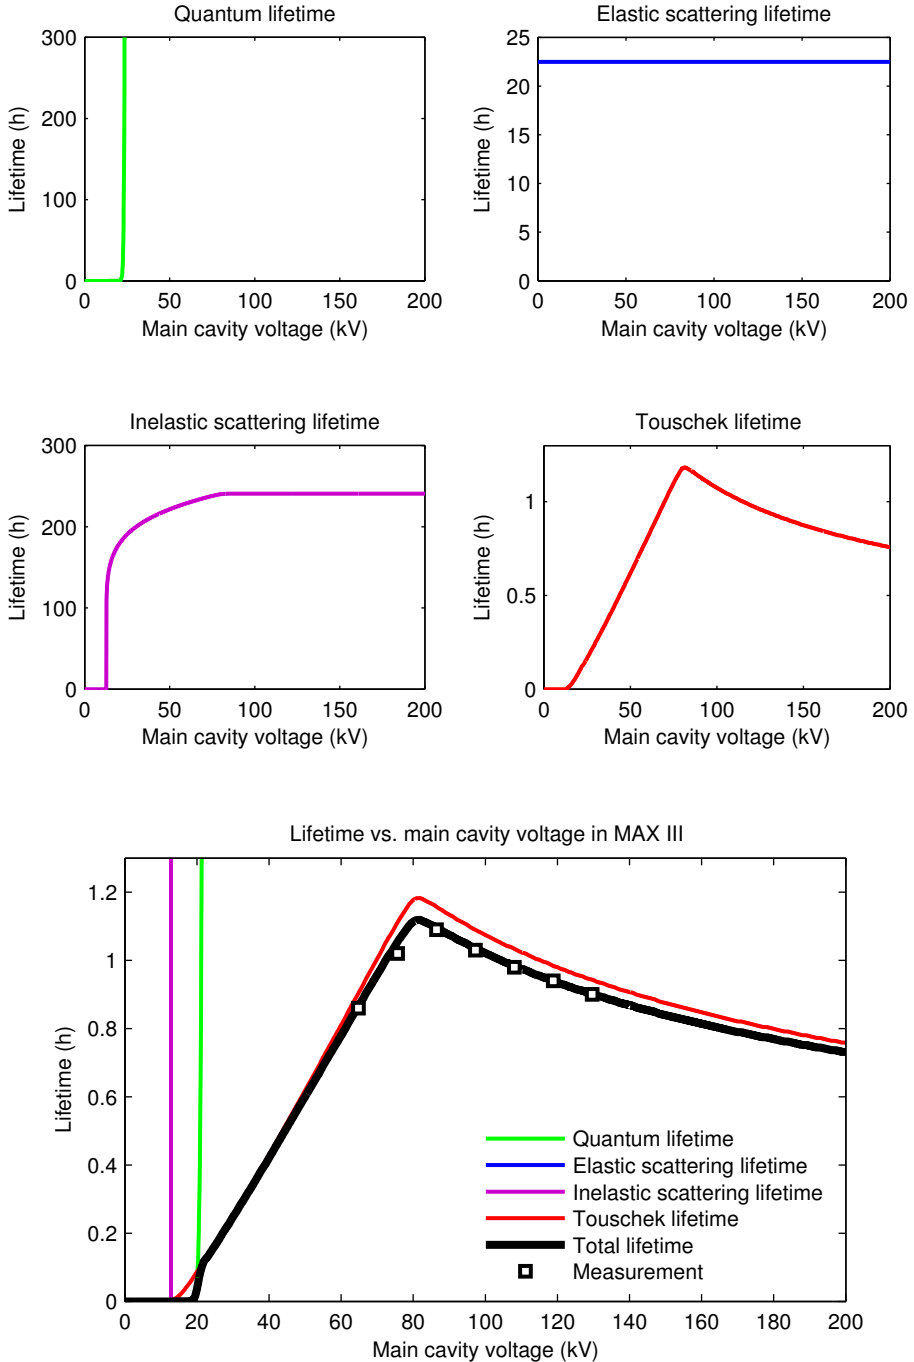 Quantum lifetime
Elastic scattering lifetime
300
200
100
0
Lifetime (h)
0 50 100 150 200
Main cavity voltage (kV)
25
20
15
10
5
0
Lifetime (h)
0 50 100 150 200
Main cavity voltage (kV)
Inelastic scattering lifetime
Touschek lifetime
300
200
100
0
Lifetime (h)
0 50 100 150 200
Main cavity voltage (kV)
1
0.5
0
Lifetime (h)
0 50 100 150 200
Main cavity voltage (kV)
Lifetime vs. main cavity voltage in MAX III
1.2
1
0.8
0.6
0.4
0.2
0
Lifetime (h)
Quantum lifetime
Elastic scattering lifetime
Inelastic scattering lifetime
Touschek lifetime
Total lifetime
Measurement
0 20 40 60 80 100 120 140 160 180 200
Main cavity voltage (kV)